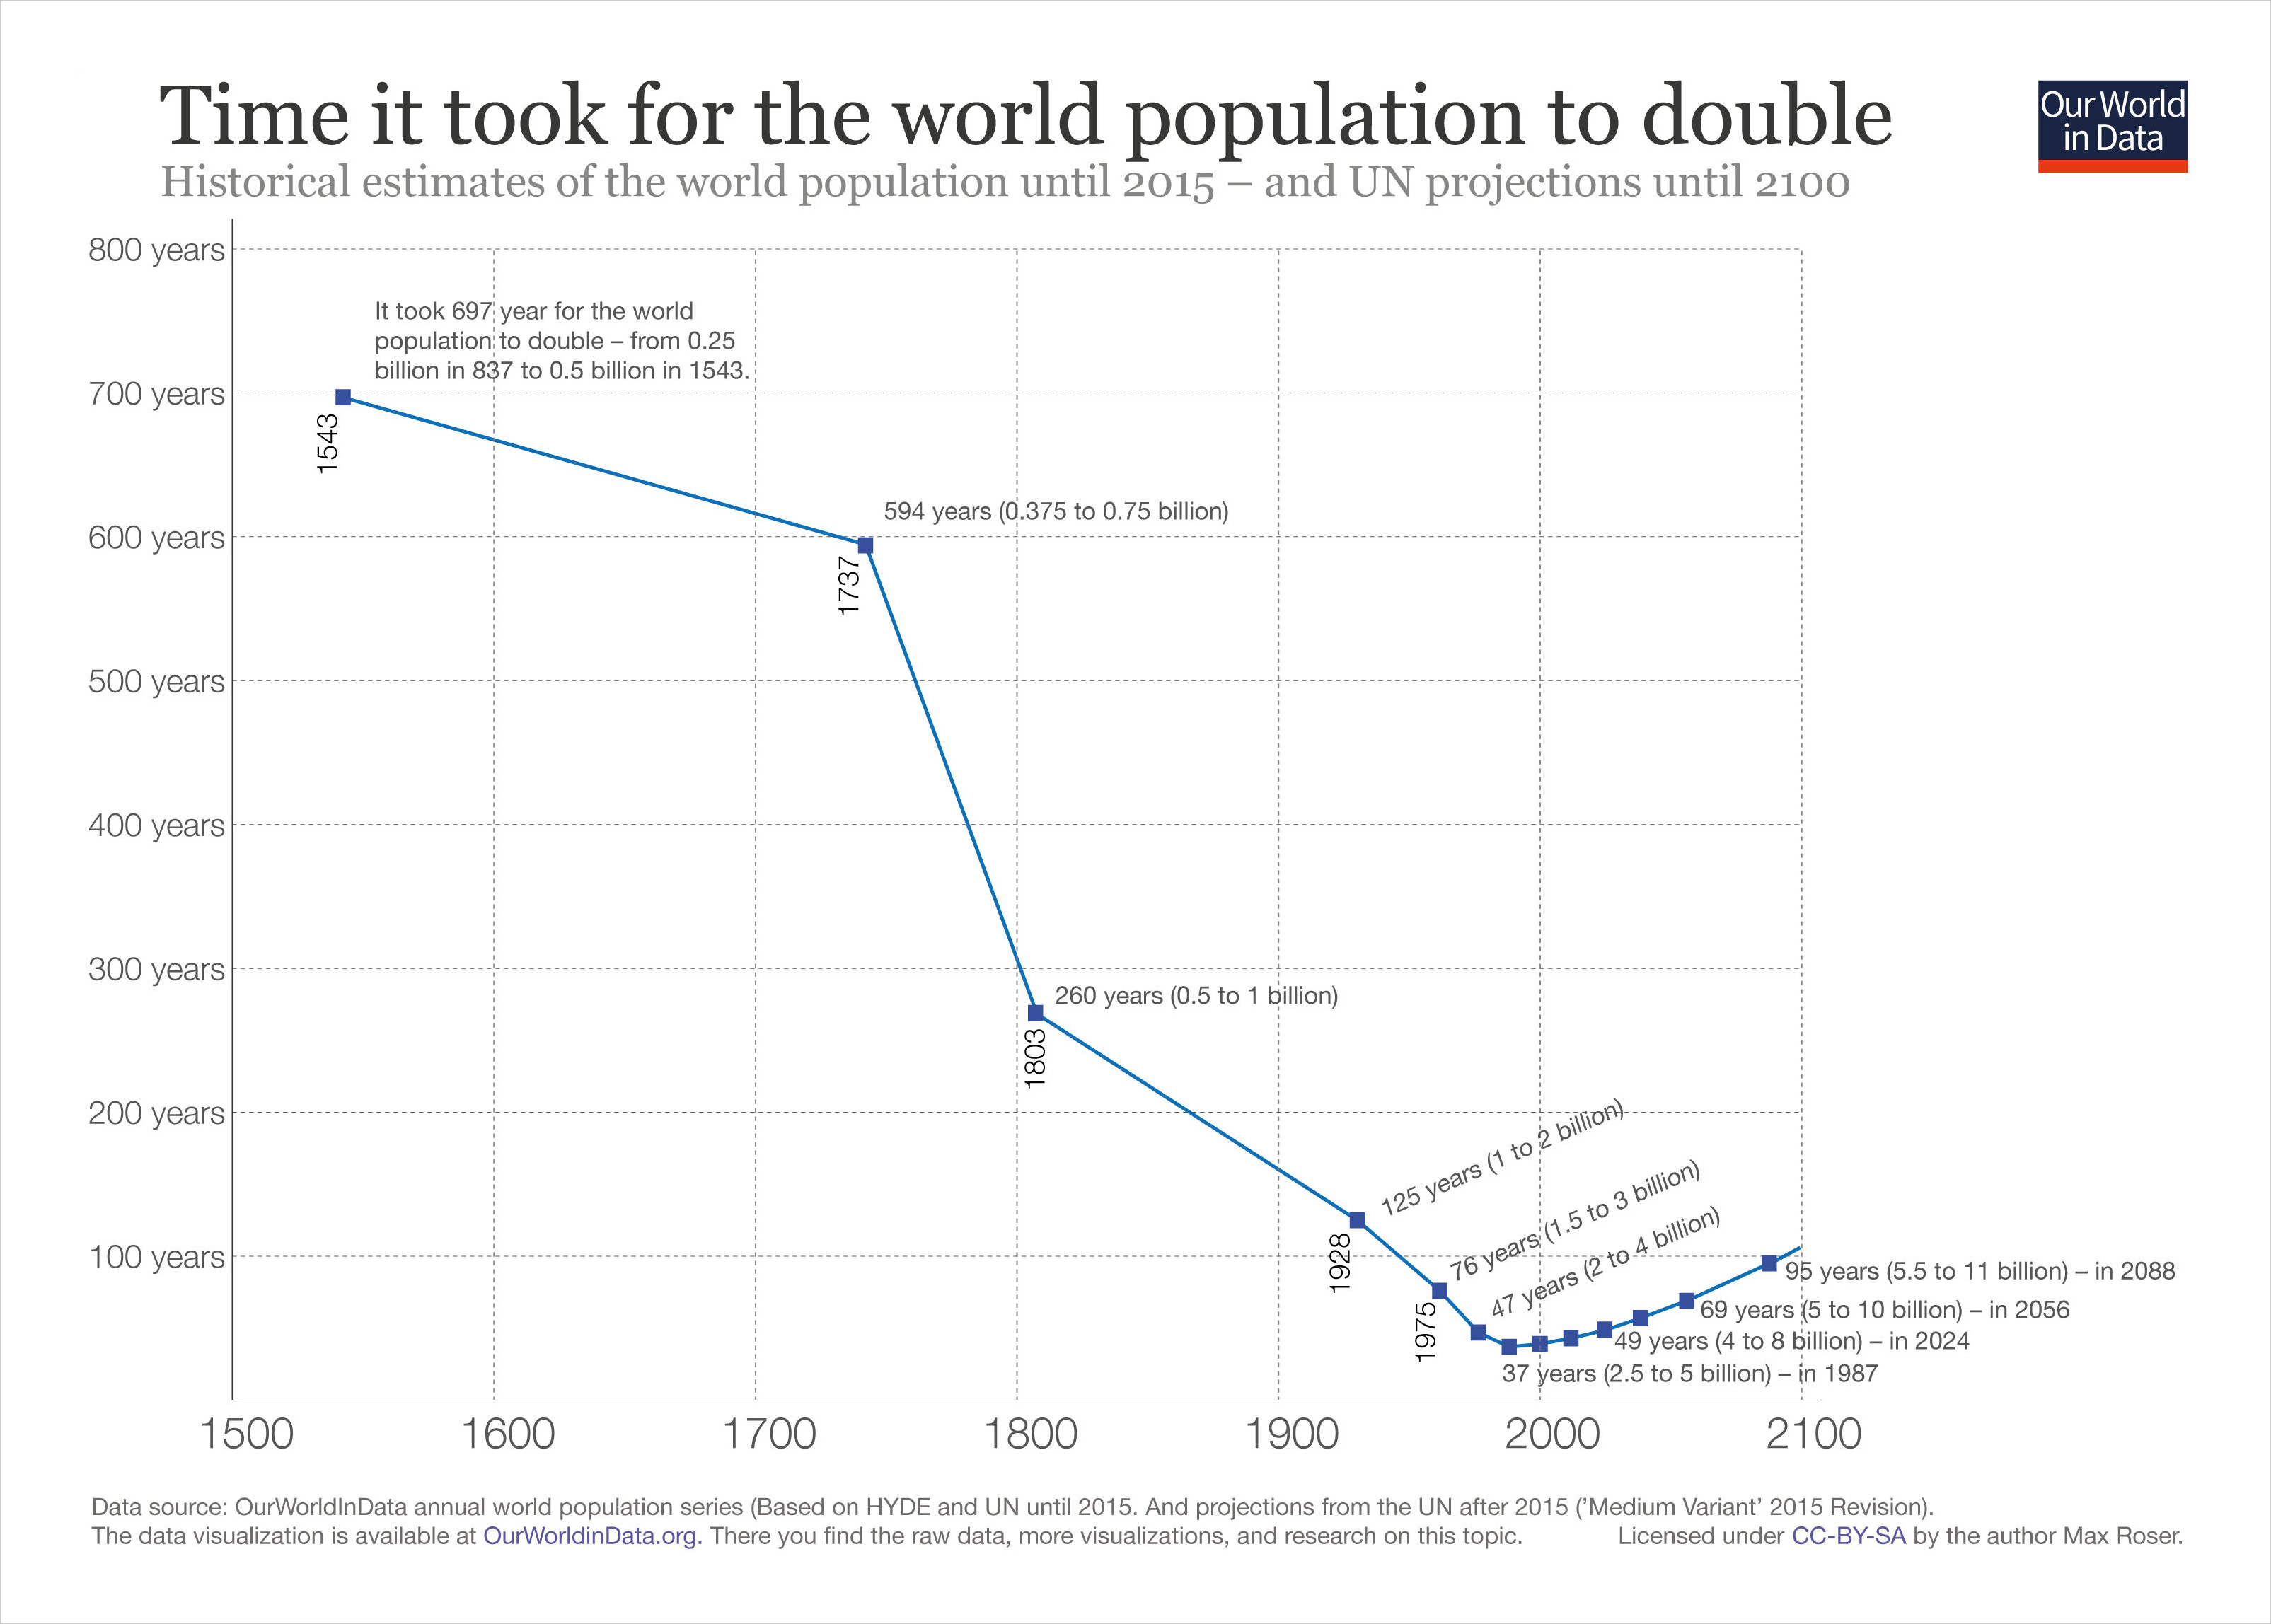 Time it took for the world population to double
Historical estimates of the world population until 2015 – and UN projections until 2100
Our World
in Data
800 years
700 years
600 years
500 years
400 years
300 years
200 years
100 years
It took 697 year for the world
population to double – from 0.25
billion in 837 to 0.5 billion in 1543.
1543
594 years (0.375 to 0.75 billion)
1737
260 years (0.5 to 1 billion)
1803
125 years (1 to 2 billion)
1928
76 years (1.5 to 3 billion)
1975
47 years (2 to 4 billion)
95 years (5.5 to 11 billion) – in 2088
69 years (5 to 10 billion) – in 2056
49 years (4 to 8 billion) – in 2024
37 years (2.5 to 5 billion) – in 1987
1500
1600
1700
1800
1900
2000
2100
Data source: OurWorldInData annual world population series (Based on HYDE and UN until 2015. And projections from the UN after 2015 (’Medium Variant’ 2015 Revision).
The data visualization is available at OurWorldinData.org. There you find the raw data, more visualizations, and research on this topic.
Licensed under CC-BY-SA by the author Max Roser.